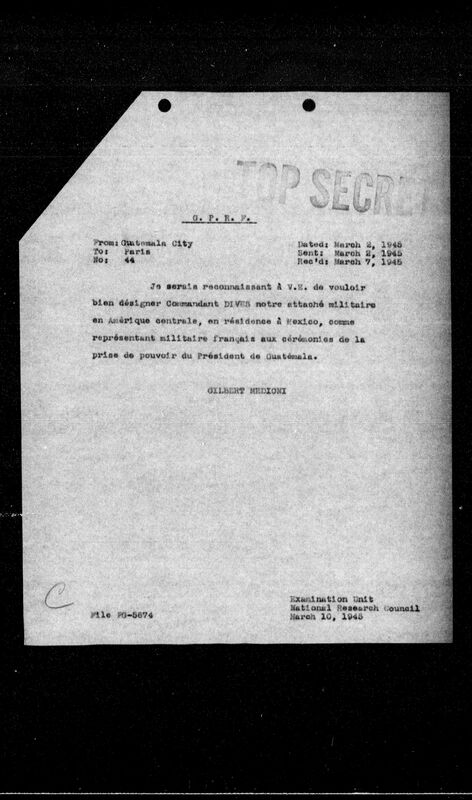 TOP SECRET
G. P. R. F.
From: Guatemala City
To: Paris
No: 44
Dated: March 2, 1945
Sent: March 2, 1945
Rec'd: March 7, 1945
Je serais reconnaissant à V.E. de vouloir
bien désigner Commandant DIVES notre attaché militaire
en Amérique centrale, en résidence à Mexico, comme
représentant militaire français aux cérémonies de la
prise de pouvoir du Président de Guatémala.
GILBERT MEDIONI
C
File FG-5674
Examination Unit
National Research Council
March 10, 1945